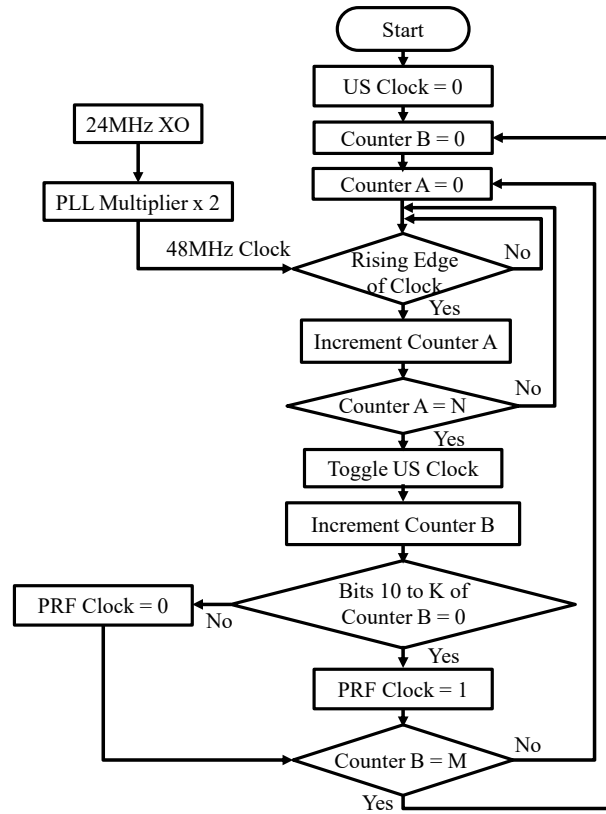 Start
US Clock = 0
24MHz XO
Counter B = 0
Counter A = 0
PLL Multiplier x 2
48MHz Clock
Rising Edge
of Clock
No
Yes
Increment Counter A
No
Counter A = N
Yes
Toggle US Clock
Increment Counter B
Bits 10 to K of
Counter B = 0
PRF Clock = 0
No
Yes
PRF Clock = 1
No
Counter B = M
Yes